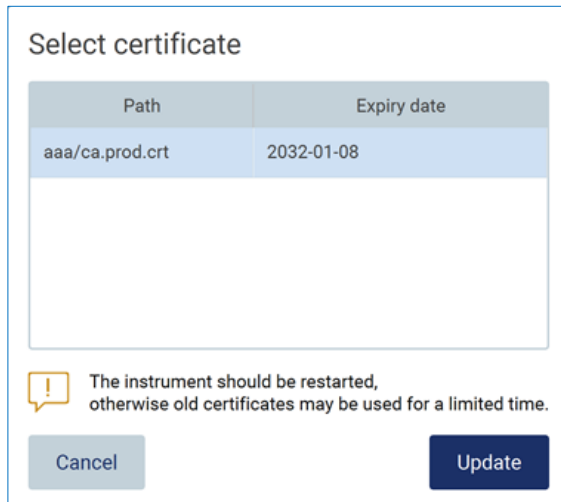 Select certificate
Path Expiry date
aaa/ca.prod.crt 2032-01-08
!
The instrument should be restarted,
otherwise old certificates may be used for a limited time.
Cancel Update